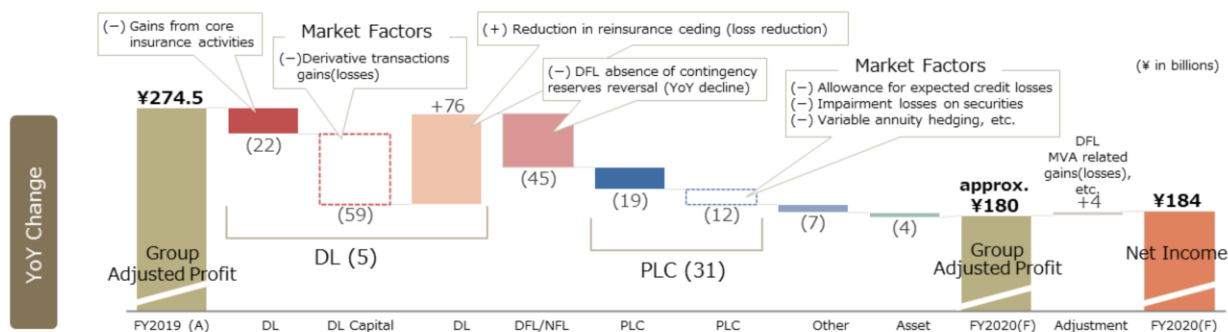 (−) Gains from core
insurance activities
Market Factors
(−)Derivative transactions
gains(losses)
(+) Reduction in reinsurance ceding (loss reduction)
(−) DFL absence of contingency
reserves reversal (YoY decline)
Market Factors
(−) Allowance for expected credit losses
(−) Impairment losses on securities
(−) Variable annuity hedging, etc.
(¥ in billions)
YoY Change
¥274.5
(22)
(59)
+76
(45)
(19)
(12)
(7)
(4)
approx.
¥180
DFL
MVA related
gains(losses),
etc.
+4
¥184
Group
Adjusted Profit
DL (5)
PLC (31)
Group
Adjusted Profit
Net Income
FY2019 (A)
DL
DL Capital
DL
DFL/NFL
PLC
PLC
Other
Asset
FY2020(F)
Adjustment
FY2020(F)